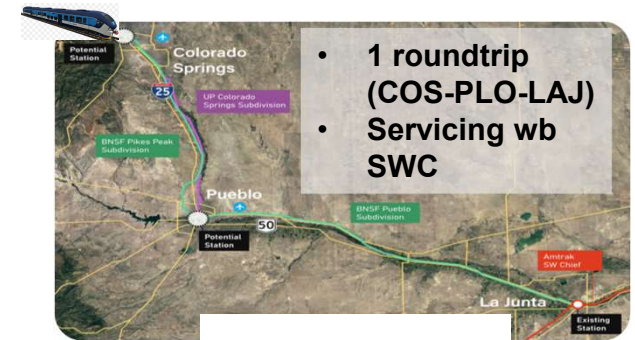 Potential
Station
Colorado
Springs
• 1 roundtrip
(COS-PLO-LAJ)
• Servicing wb
SWC
25
UP Colorado
Springs Subdivision
BNSF Pikes Peak
Subdivision
Pueblo
50
BNSF Pueblo
Subdivision
Potential
Station
Amtrak
SW Chief
La Junta
Existing
Station